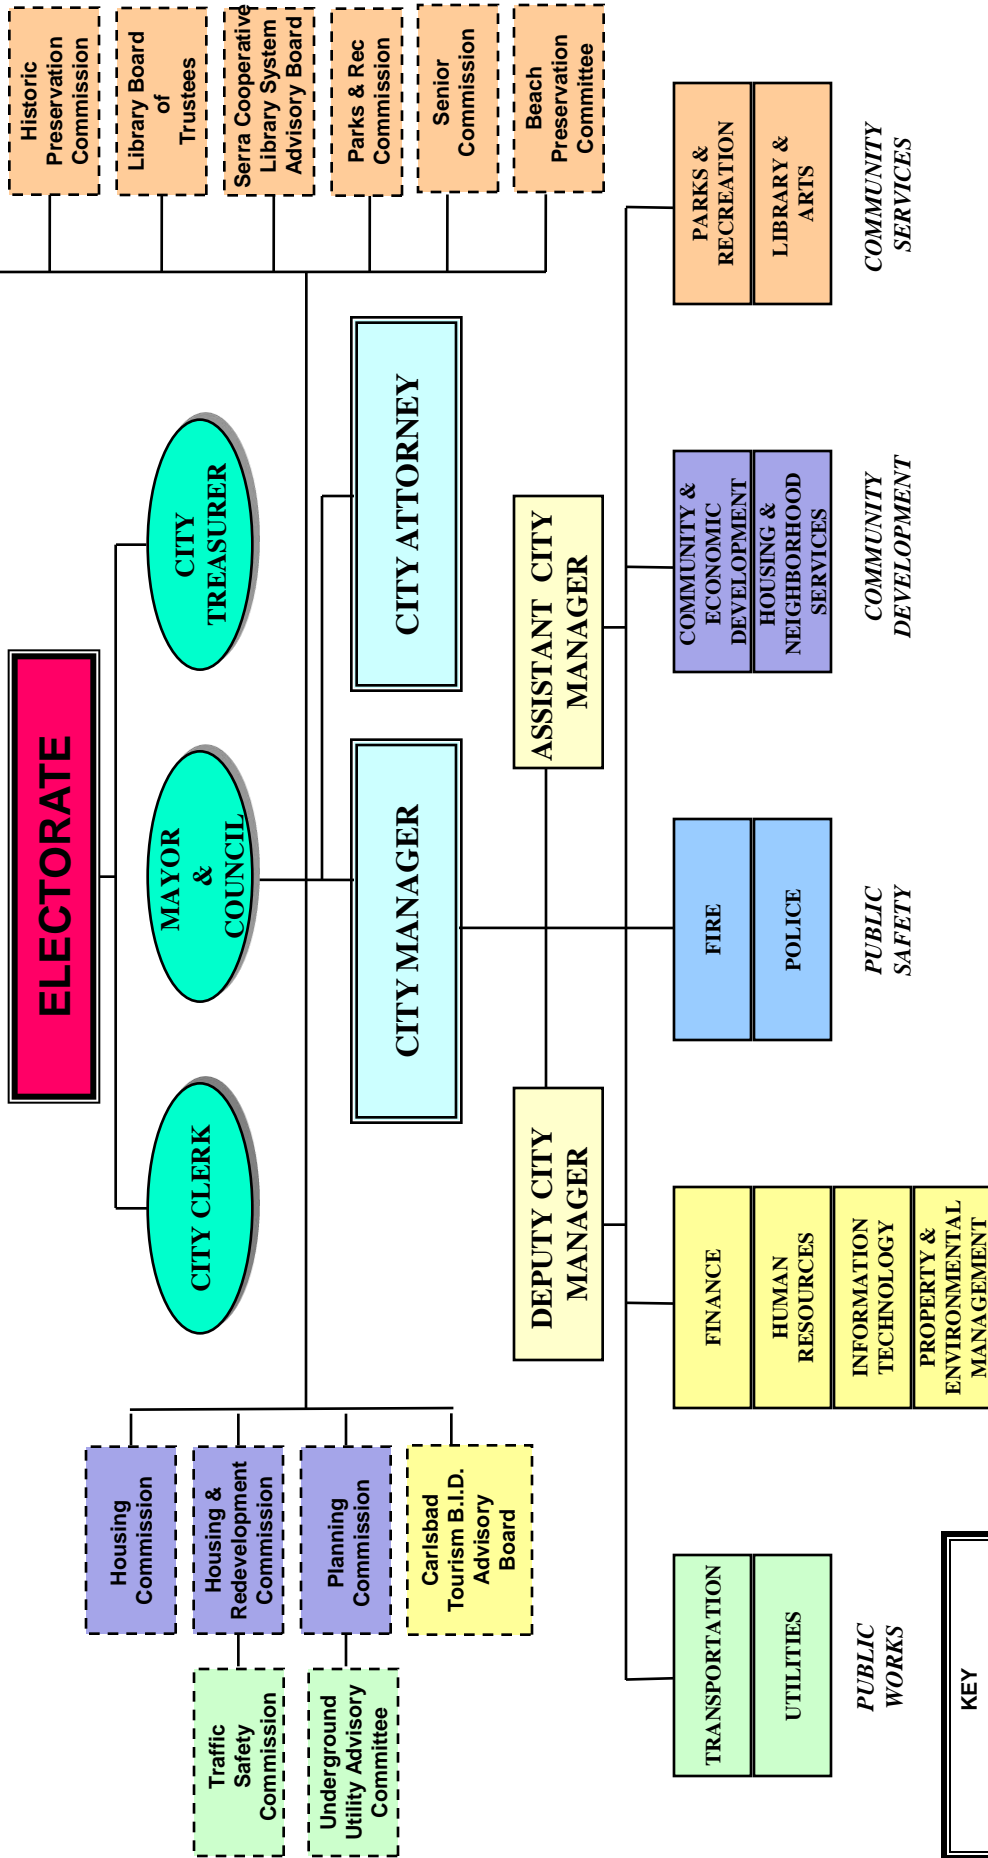 ELECTORATE
CITY CLERK
MAYOR
&
COUNCIL
CITY
TREASURER
Housing
Commission
Housing &
Redevelopment
Commission
Planning
Commission
Carlsbad
Tourism B.I.D.
Advisory
Board
Traffic
Safety
Commission
Underground
Utility Advisory
Committee
Historic
Preservation
Commission
Library Board
of
Trustees
Serra Cooperative
Library System
Advisory Board
Parks & Rec
Commission
Senior
Commission
Beach
Preservation
Committee
CITY MANAGER
CITY ATTORNEY
DEPUTY CITY
MANAGER
ASSISTANT CITY
MANAGER
TRANSPORTATION
UTILITIES
PUBLIC
WORKS
FINANCE
HUMAN
RESOURCES
INFORMATION
TECHNOLOGY
PROPERTY &
ENVIRONMENTAL
MANAGEMENT
FIRE
POLICE
PUBLIC
SAFETY
COMMUNITY &
ECONOMIC
DEVELOPMENT
HOUSING &
NEIGHBORHOOD
SERVICES
COMMUNITY
DEVELOPMENT
PARKS &
RECREATION
LIBRARY &
ARTS
COMMUNITY
SERVICES
KEY